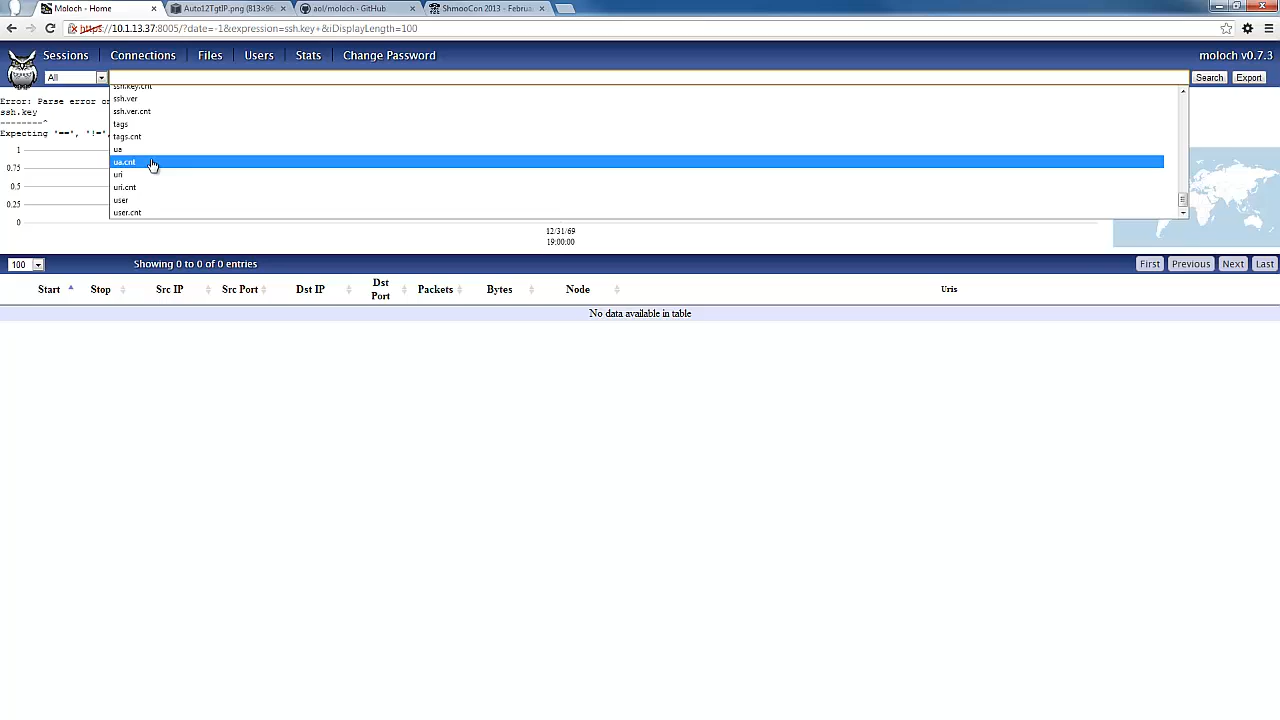 Moloch - Home
Auto12TgtIP.png (813×96
aol/moloch · GitHub
ShmooCon 2013 - Februa
https://10.1.13.37:8005/?date=-1&expression=ssh.key+&iDisplayLength=100
Sessions Connections Files Users Stats Change Password
moloch v0.7.3
All
Search Export
ssh.key.cnt
ssh.ver
ssh.ver.cnt
tags
tags.cnt
ua
ua.cnt
uri
uri.cnt
user
user.cnt
Error: Parse error on
ssh.key
--------^
Expecting '==', '!=',
1
0.75
0.5
0.25
0
12/31/69
19:00:00
100
Showing 0 to 0 of 0 entries
First Previous Next Last
Start Stop Src IP Src Port Dst IP Dst Port Packets Bytes Node Uris
No data available in table